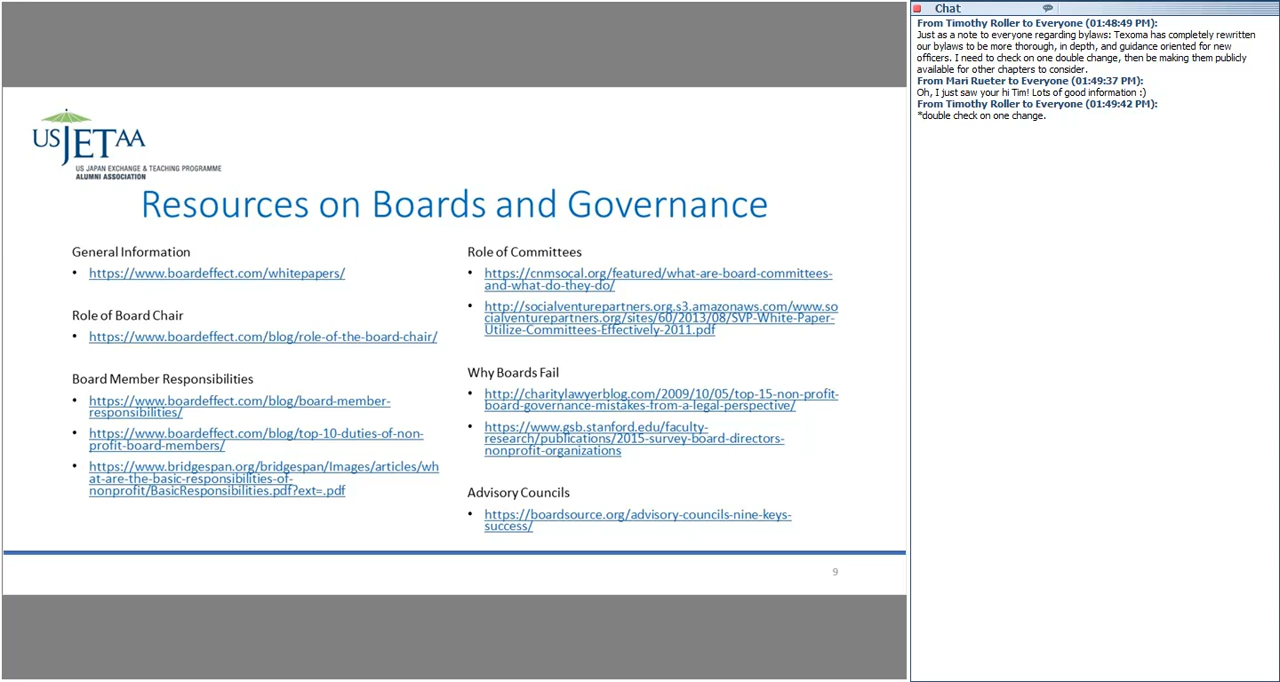 US JETAA
US JAPAN EXCHANGE & TEACHING PROGRAMME
ALUMNI ASSOCIATION
Resources on Boards and Governance
General Information
• https://www.boardeffect.com/whitepapers/
Role of Board Chair
• https://www.boardeffect.com/blog/role-of-the-board-chair/
Board Member Responsibilities
• https://www.boardeffect.com/blog/board-member-
responsibilities/
• https://www.boardeffect.com/blog/top-10-duties-of-non-
profit-board-members/
• https://www.bridgespan.org/bridgespan/Images/articles/wh
at-are-the-basic-responsibilities-of-
nonprofit/BasicResponsibilities.pdf?ext=.pdf
Role of Committees
• https://cnmsocal.org/featured/what-are-board-committees-
and-what-do-they-do/
• http://socialventurepartners.org.s3.amazonaws.com/www.so
cialventurepartners.org/sites/60/2013/08/SVP-White-Paper-
Utilize-Committees-Effectively-2011.pdf
Why Boards Fail
• http://charitylawyerblog.com/2009/10/05/top-15-non-profit-
board-governance-mistakes-from-a-legal-perspective/
• https://www.gsb.stanford.edu/faculty-
research/publications/2015-survey-board-directors-
nonprofit-organizations
Advisory Councils
• https://boardsource.org/advisory-councils-nine-keys-
success/
9
Chat
From Timothy Roller to Everyone (01:48:49 PM):
Just as a note to everyone regarding bylaws: Texoma has completely rewritten
our bylaws to be more thorough, in depth, and guidance oriented for new
officers. I need to check on one double change, then be making them publicly
available for other chapters to consider.
From Mari Rueter to Everyone (01:49:37 PM):
Oh, I just saw your hi Tim! Lots of good information :)
From Timothy Roller to Everyone (01:49:42 PM):
*double check on one change.